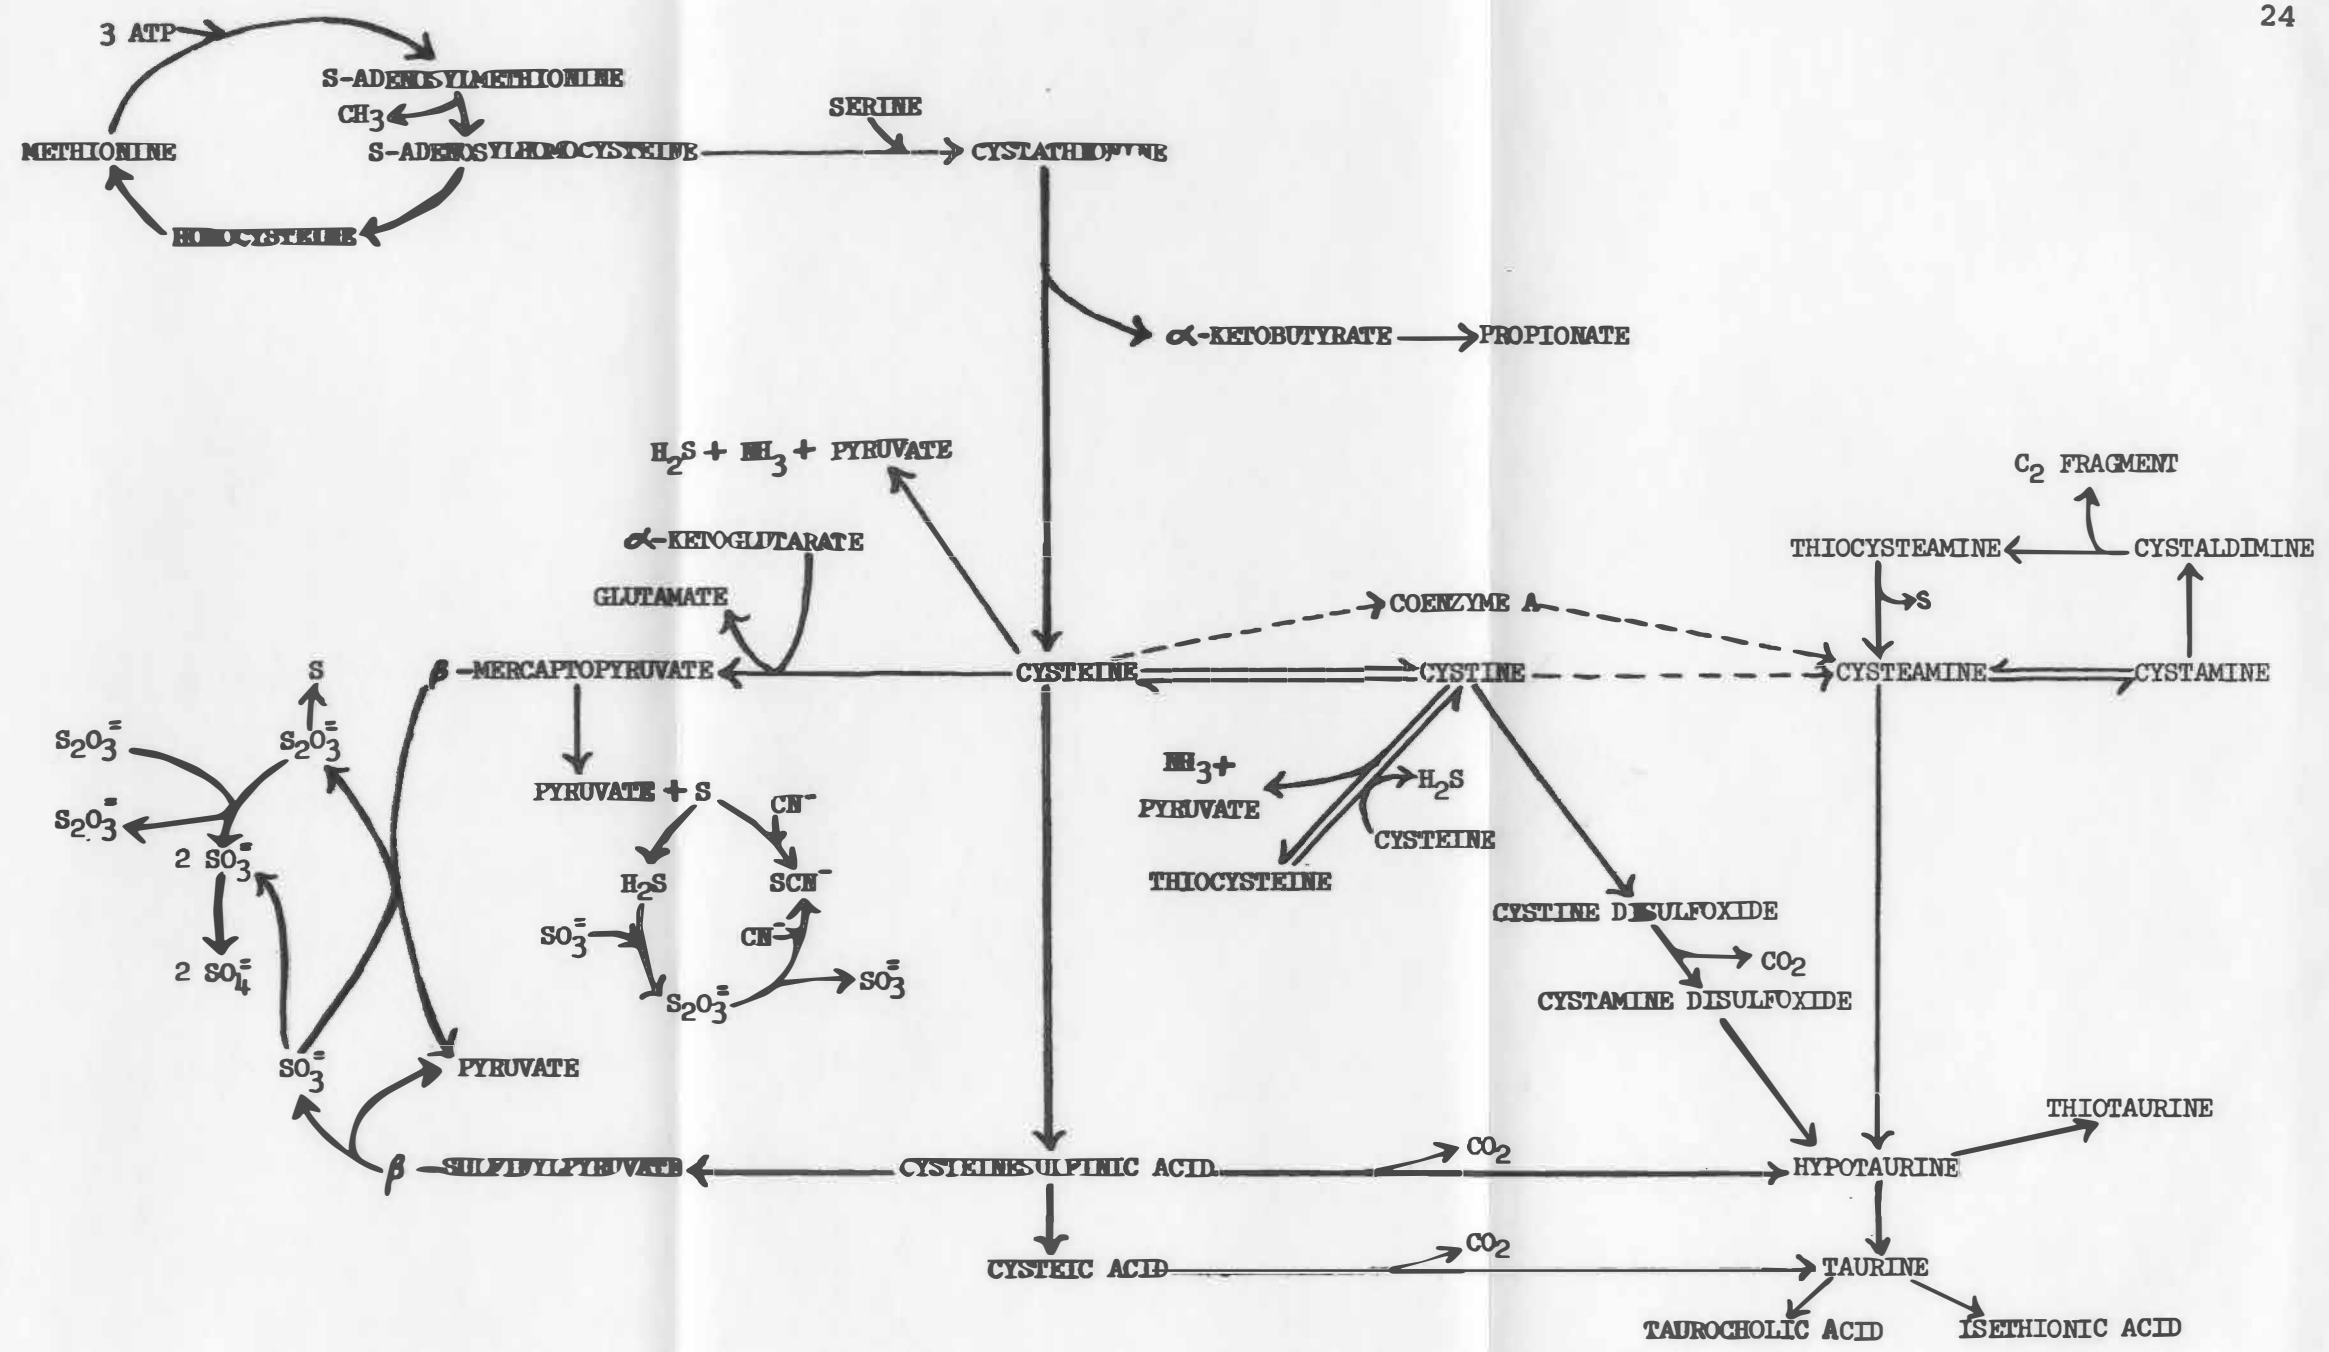 24
3 ATP
S-ADENOSYLMETHIONINE
CH3
SERINE
METHIONINE
S-ADENOSYLHOMOCYSTEINE
CYSTATHIONINE
HOMOCYSTEINE
α-KETOBUTYRATE
PROPIONATE
H2S + NH3 + PYRUVATE
C2 FRAGMENT
α-KETOGLUTARATE
THIOCYSTEAMINE
CYSTALDIMINE
GLUTAMATE
COENZYME A
S
S
β-MERCAPTOPYRUVATE
CYSTEINE
CYSTINE
CYSTEAMINE
CYSTAMINE
S2O3=
S2O3=
NH3+
PYRUVATE
H2S
PYRUVATE + S
CN-
S2O3=
CYSTEINE
2 SO3=
H2S
SCN-
THIOCYSTEINE
CYSTINE DISULFOXIDE
SO3=
CN-
CO2
2 SO4=
SO3=
S2O3=
CYSTAMINE DISULFOXIDE
SO3=
PYRUVATE
THIOTAURINE
β-SULFINYLPYRUVATE
CYSTEINESULFINIC ACID
CO2
HYPOTAURINE
CYSTEIC ACID
CO2
TAURINE
TAUROCHOLIC ACID
ISETHIONIC ACID